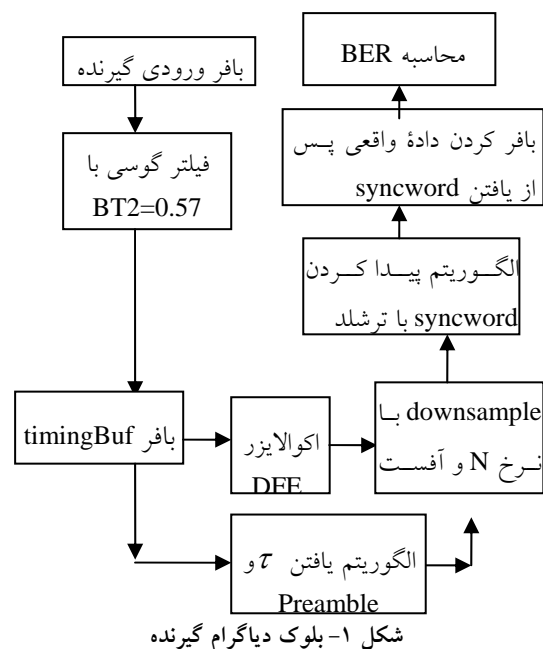 بافر ورودی گیرنده
فیلتر گوسی با
BT2=0.57
بافر timingBuf
اکوالایزر
DFE
الگوریتم یافتن τ و
Preamble
downsample با
نرخ N و آفست
الگوریتم پیدا کردن
syncword با ترشلد
بافر کردن دادهٔ واقعی پس
از یافتن syncword
محاسبه BER
شکل ۱- بلوک دیاگرام گیرنده